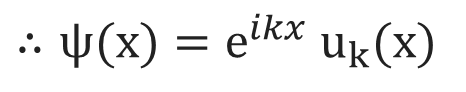 ∴ ψ(x) = e^{ikx} u_k(x)